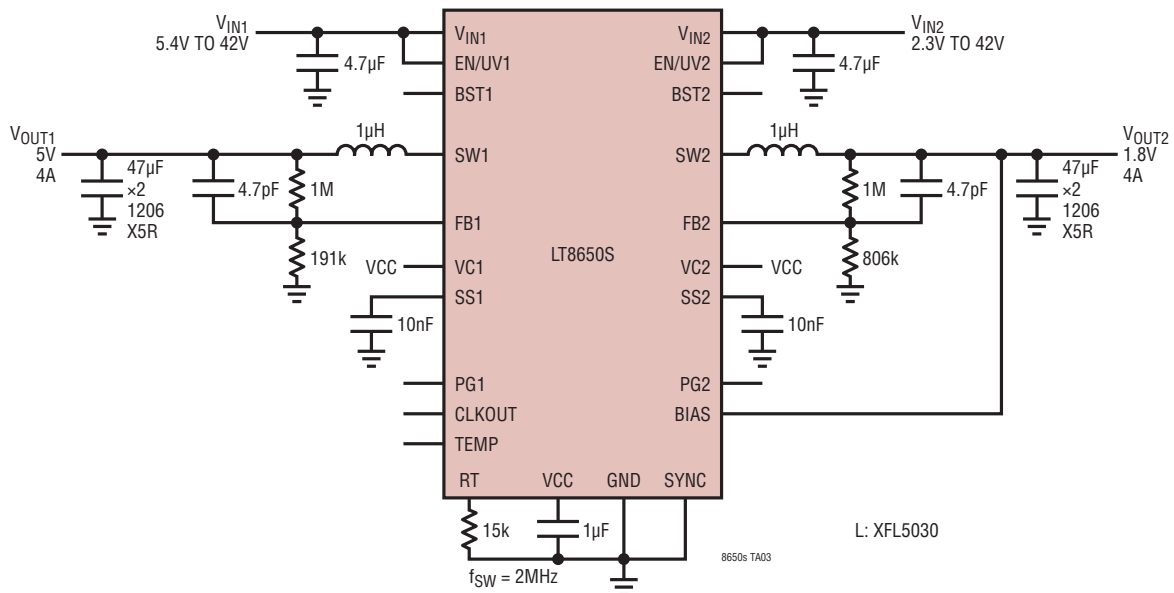 VIN1
5.4V TO 42V
4.7µF
VIN1
EN/UV1
BST1
VIN2
EN/UV2
BST2
4.7µF
VIN2
2.3V TO 42V
VOUT1
5V
4A
47µF
×2
1206
X5R
4.7pF
1M
1µH
191k
SW1
FB1
VCC
VC1
SS1
10nF
LT8650S
SW2
FB2
VC2
VCC
SS2
10nF
1µH
1M
4.7pF
806k
47µF
×2
1206
X5R
VOUT2
1.8V
4A
PG1
CLKOUT
TEMP
PG2
BIAS
RT
VCC
GND
SYNC
15k
1µF
fSW = 2MHz
L: XFL5030
8650s TA03